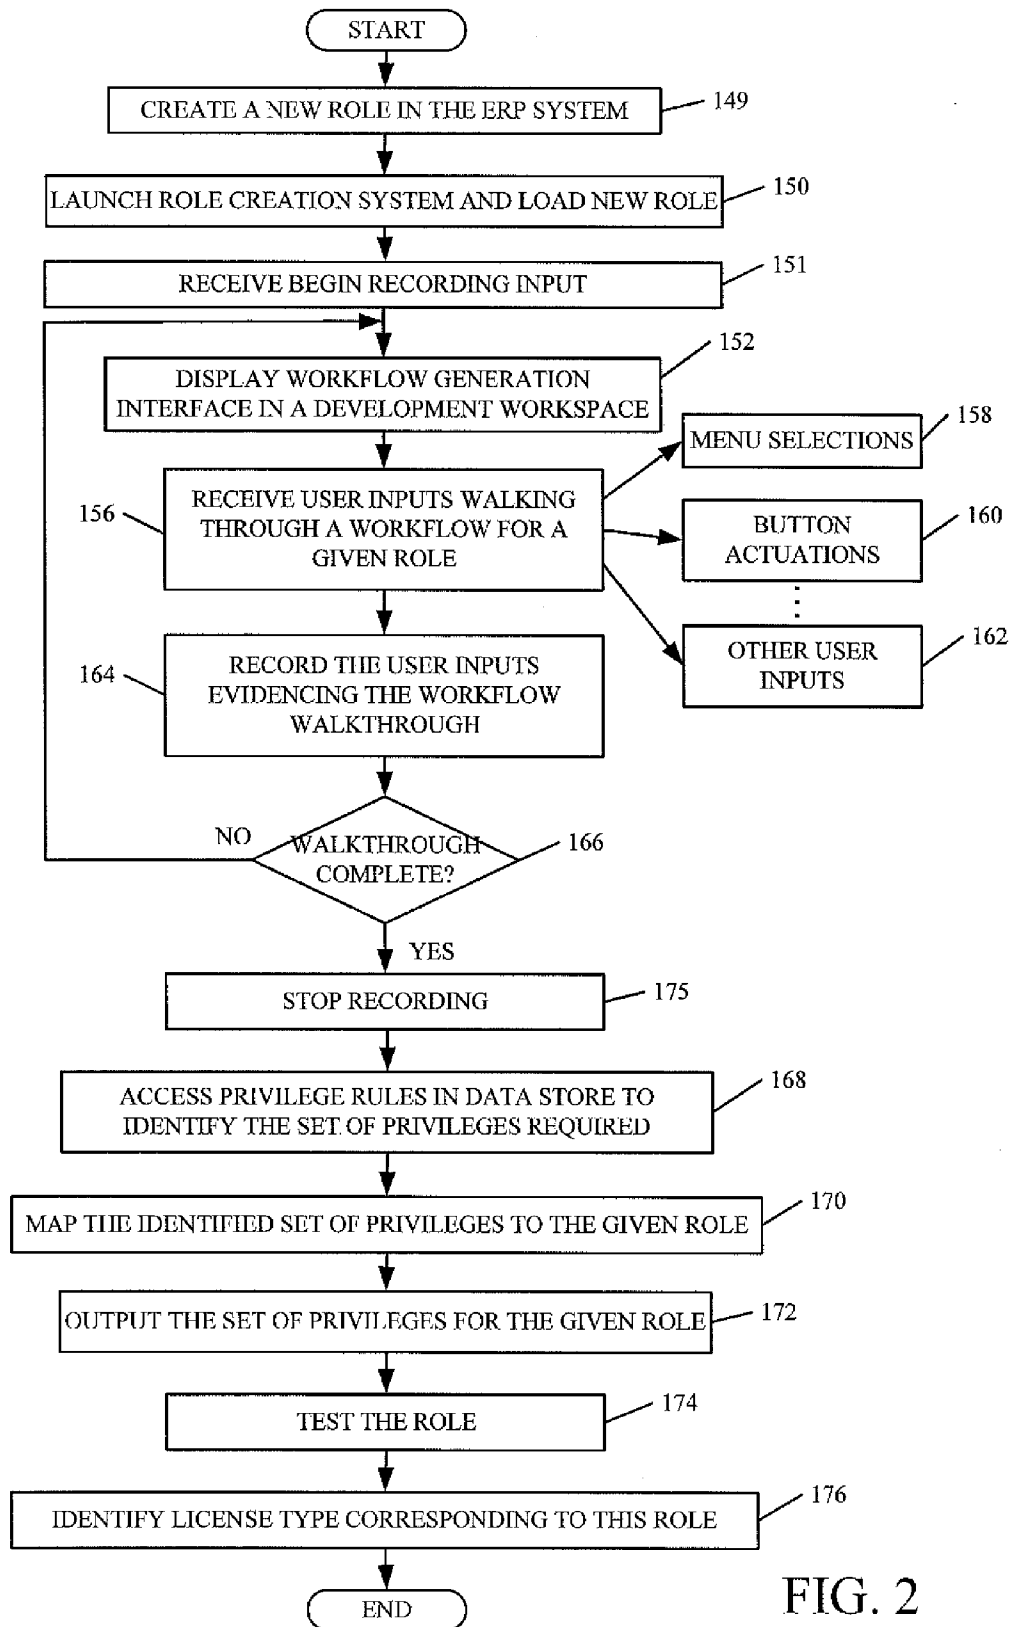 START
CREATE A NEW ROLE IN THE ERP SYSTEM
149
LAUNCH ROLE CREATION SYSTEM AND LOAD NEW ROLE
150
RECEIVE BEGIN RECORDING INPUT
151
DISPLAY WORKFLOW GENERATION
INTERFACE IN A DEVELOPMENT WORKSPACE
152
RECEIVE USER INPUTS WALKING
THROUGH A WORKFLOW FOR A
GIVEN ROLE
156
MENU SELECTIONS
158
BUTTON
ACTUATIONS
160
OTHER USER
INPUTS
162
RECORD THE USER INPUTS
EVIDENCING THE WORKFLOW
WALKTHROUGH
164
WALKTHROUGH
COMPLETE?
166
NO
YES
STOP RECORDING
175
ACCESS PRIVILEGE RULES IN DATA STORE TO
IDENTIFY THE SET OF PRIVILEGES REQUIRED
168
MAP THE IDENTIFIED SET OF PRIVILEGES TO THE GIVEN ROLE
170
OUTPUT THE SET OF PRIVILEGES FOR THE GIVEN ROLE
172
TEST THE ROLE
174
IDENTIFY LICENSE TYPE CORRESPONDING TO THIS ROLE
176
END
FIG. 2